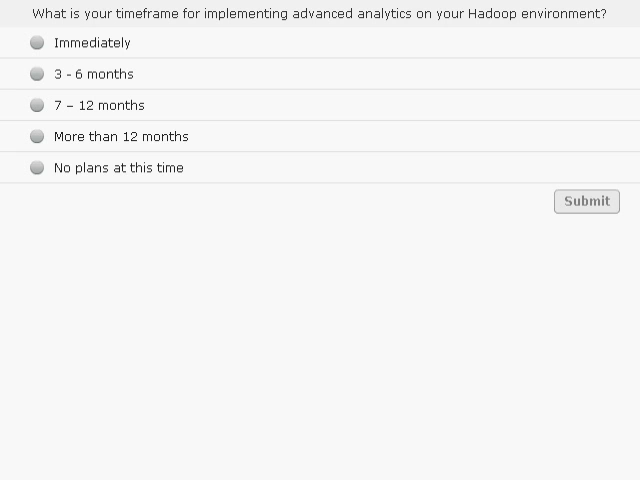 What is your timeframe for implementing advanced analytics on your Hadoop environment?
Immediately
3 - 6 months
7 – 12 months
More than 12 months
No plans at this time
Submit